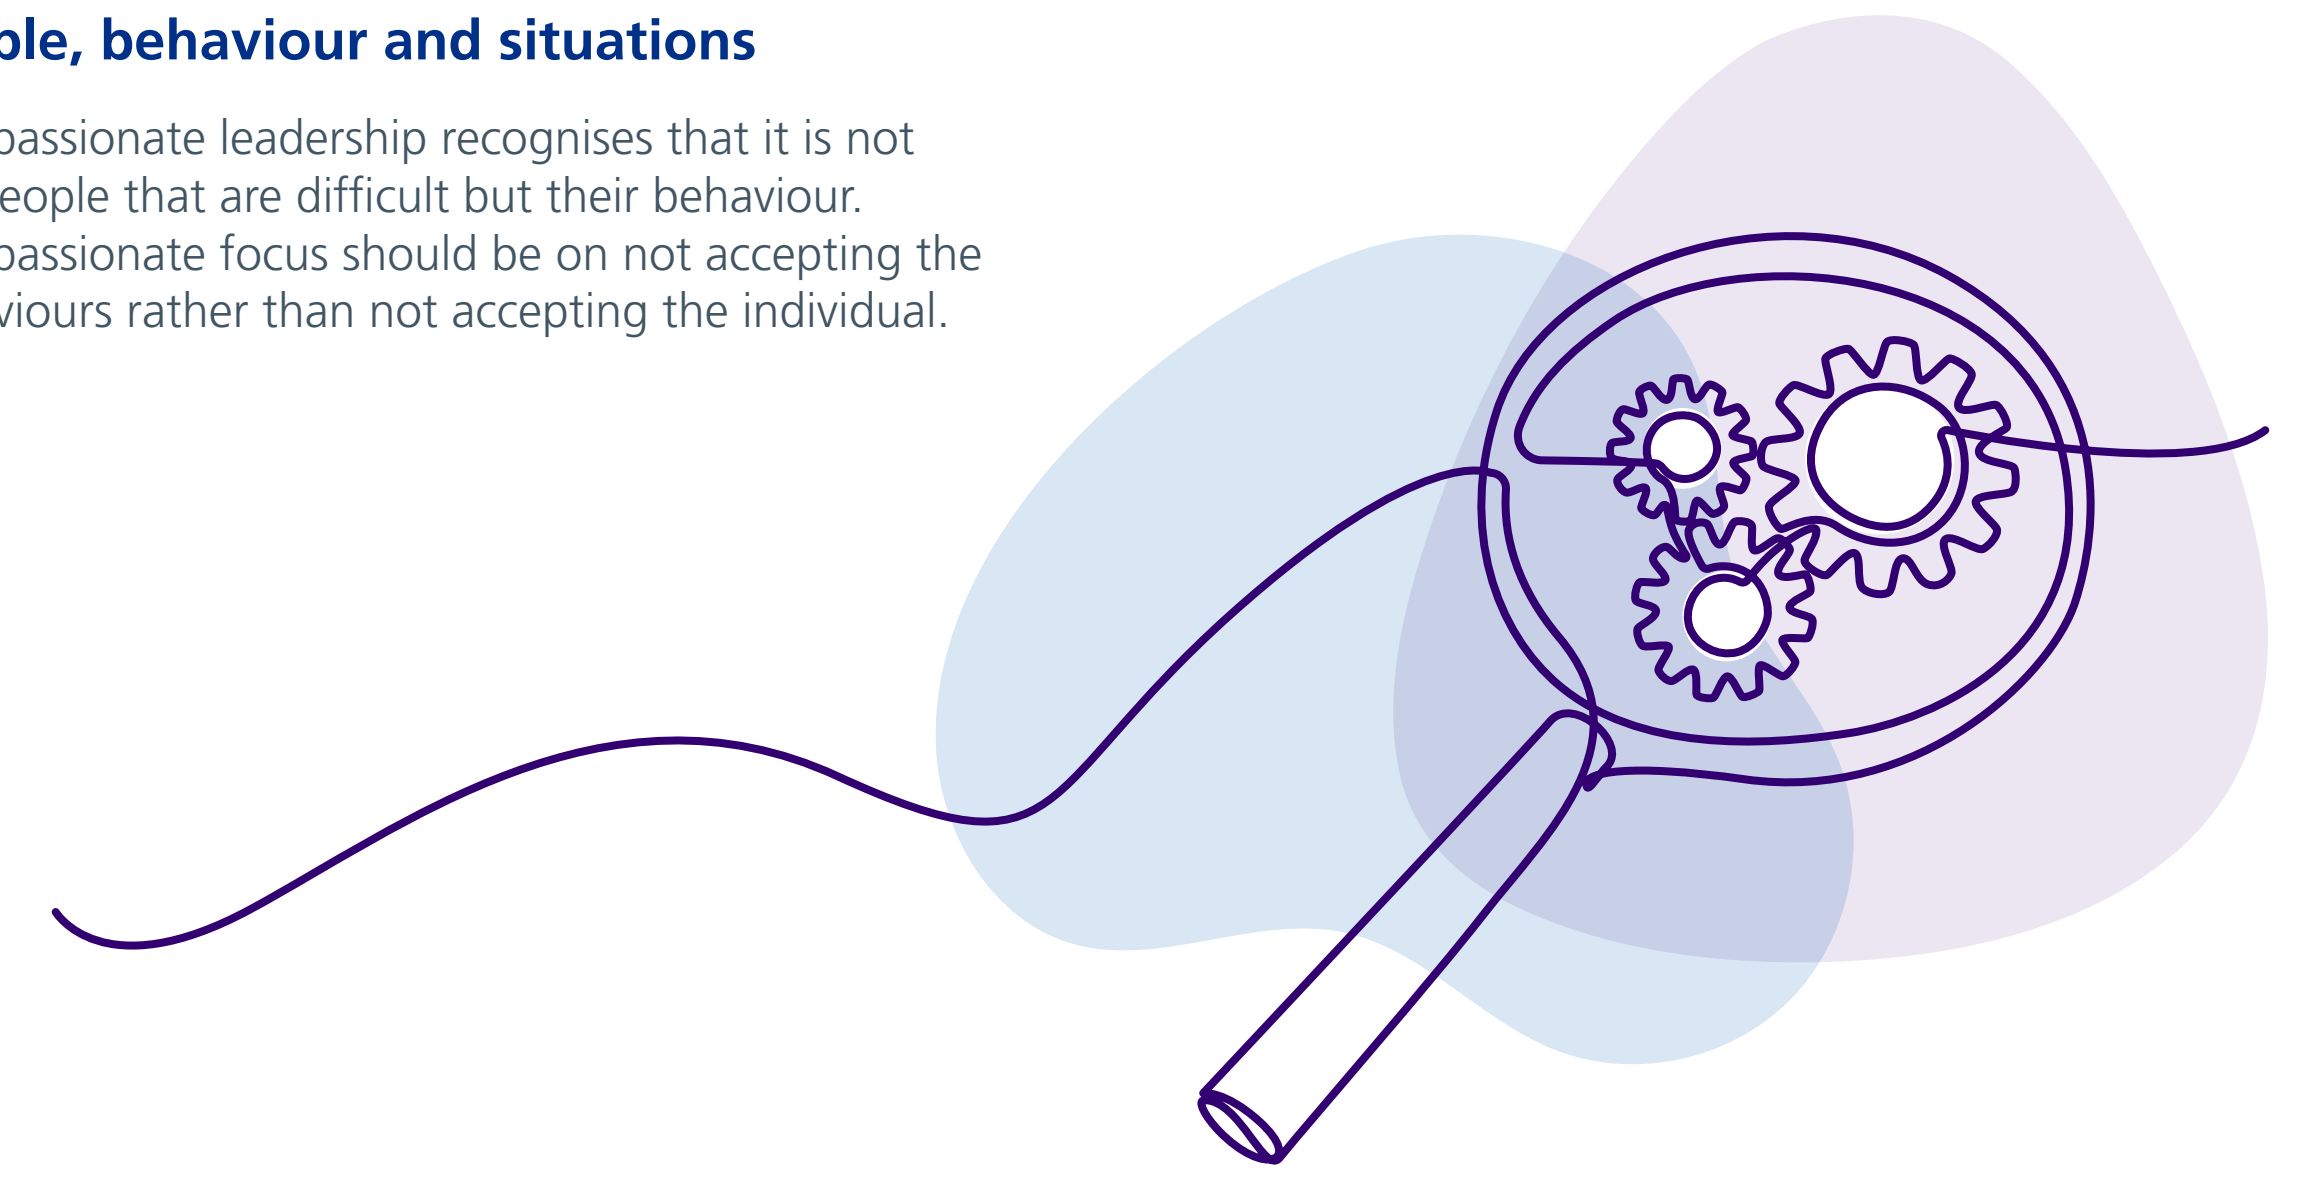 ple, behaviour and situations
passionate leadership recognises that it is not
eople that are difficult but their behaviour.
passionate focus should be on not accepting the
viours rather than not accepting the individual.